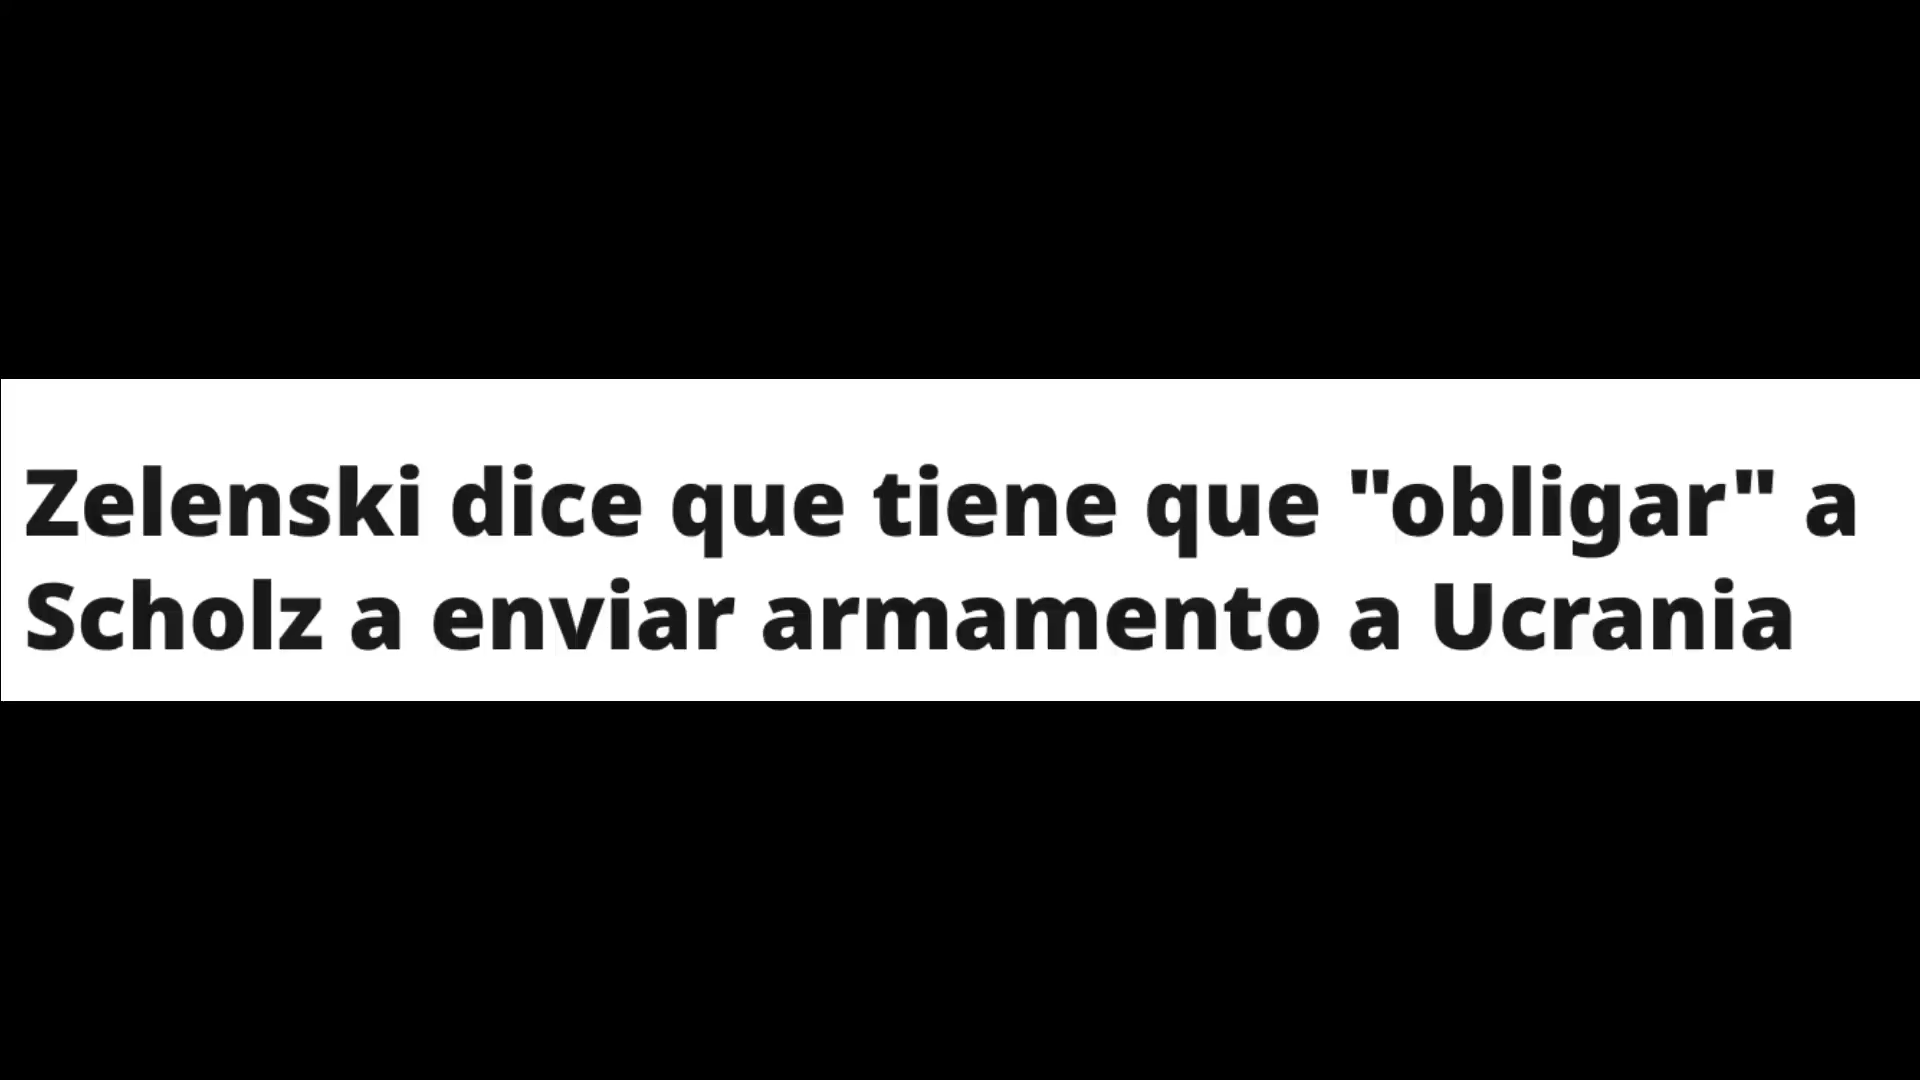 Zelenski dice que tiene que "obligar" a
Scholz a enviar armamento a Ucrania